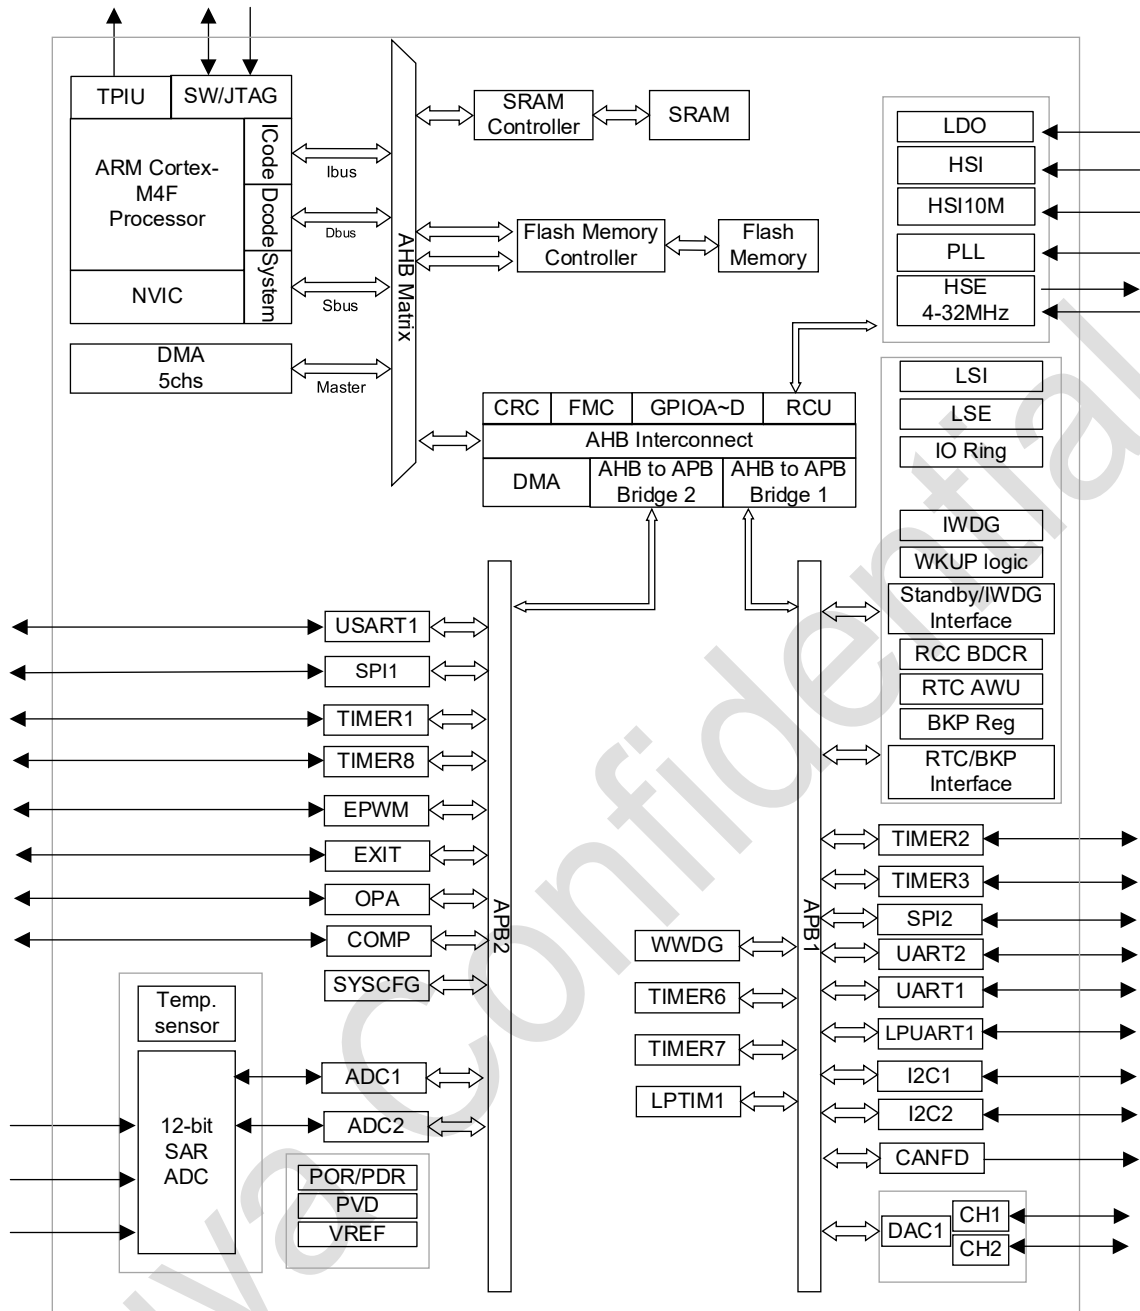 TPIU
SW/JTAG
ARM Cortex-
M4F
Processor
ICode
Dcode
System
NVIC
DMA
5chs
Ibus
Dbus
Sbus
Master
AHB Matrix
SRAM
Controller
SRAM
Flash Memory
Controller
Flash
Memory
LDO
HSI
HSI10M
PLL
HSE
4-32MHz
CRC
FMC
GPIOA~D
RCU
AHB Interconnect
DMA
AHB to APB
Bridge 2
AHB to APB
Bridge 1
LSI
LSE
IO Ring
IWDG
WKUP logic
Standby/IWDG
Interface
RCC BDCR
RTC AWU
BKP Reg
RTC/BKP
Interface
USART1
SPI1
TIMER1
TIMER8
EPWM
EXIT
OPA
COMP
SYSCFG
APB2
Temp.
sensor
12-bit
SAR
ADC
ADC1
ADC2
POR/PDR
PVD
VREF
WWDG
TIMER6
TIMER7
LPTIM1
APB1
TIMER2
TIMER3
SPI2
UART2
UART1
LPUART1
I2C1
I2C2
CANFD
DAC1
CH1
CH2
ya Confidential